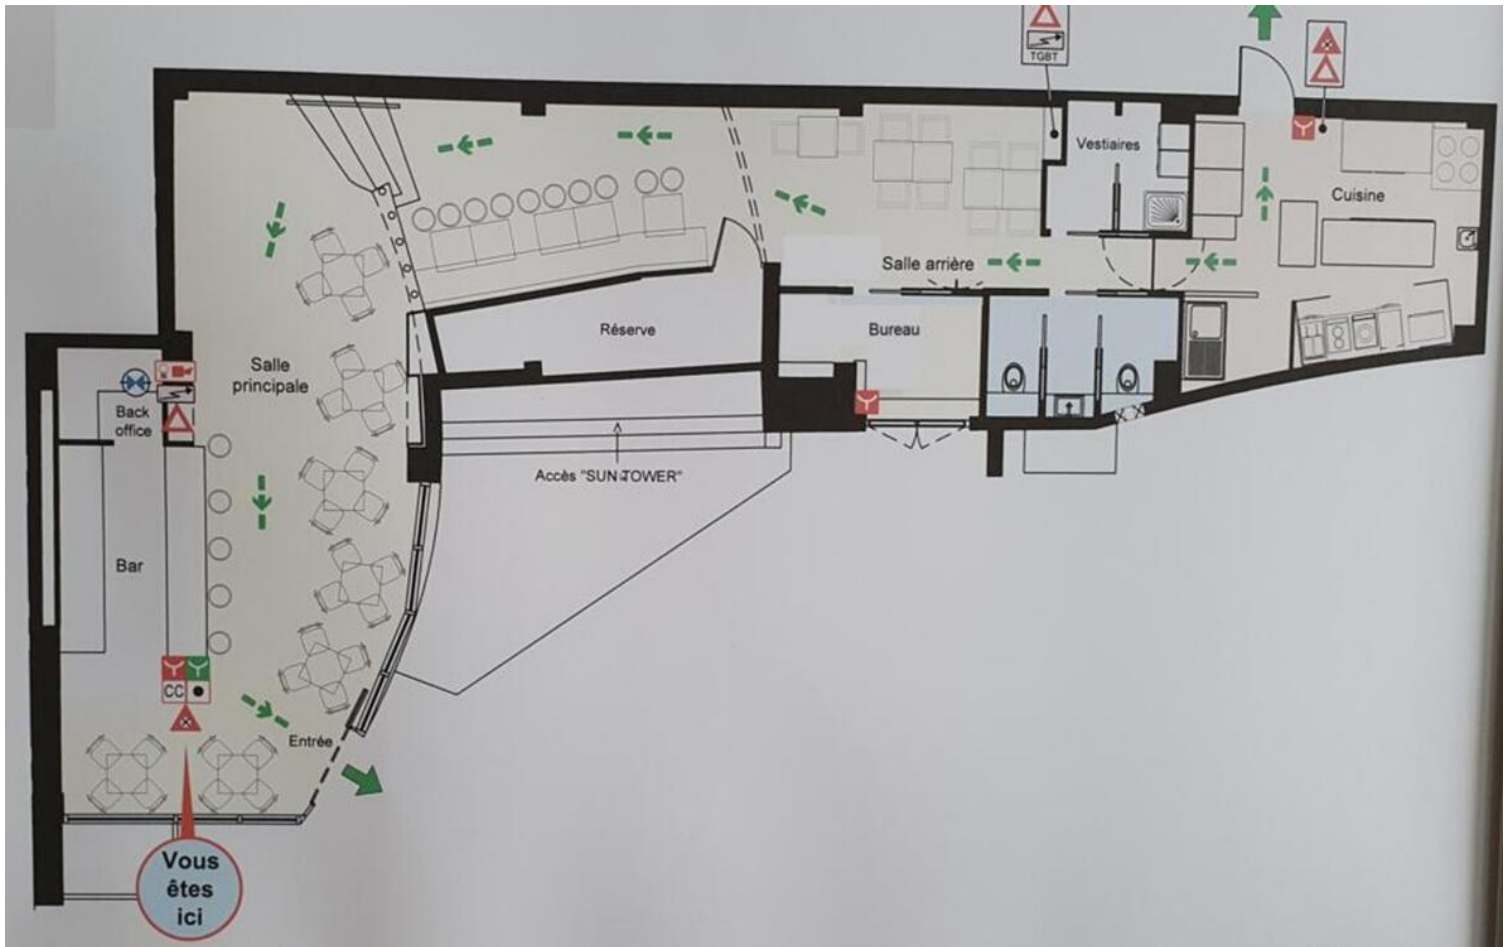 TGBT
Vestiaires
Cuisine
Salle arrière
Réserve
Bureau
Salle
principale
Back
office
Accès "SUN TOWER"
Bar
CC
Entrée
Vous
êtes
ici